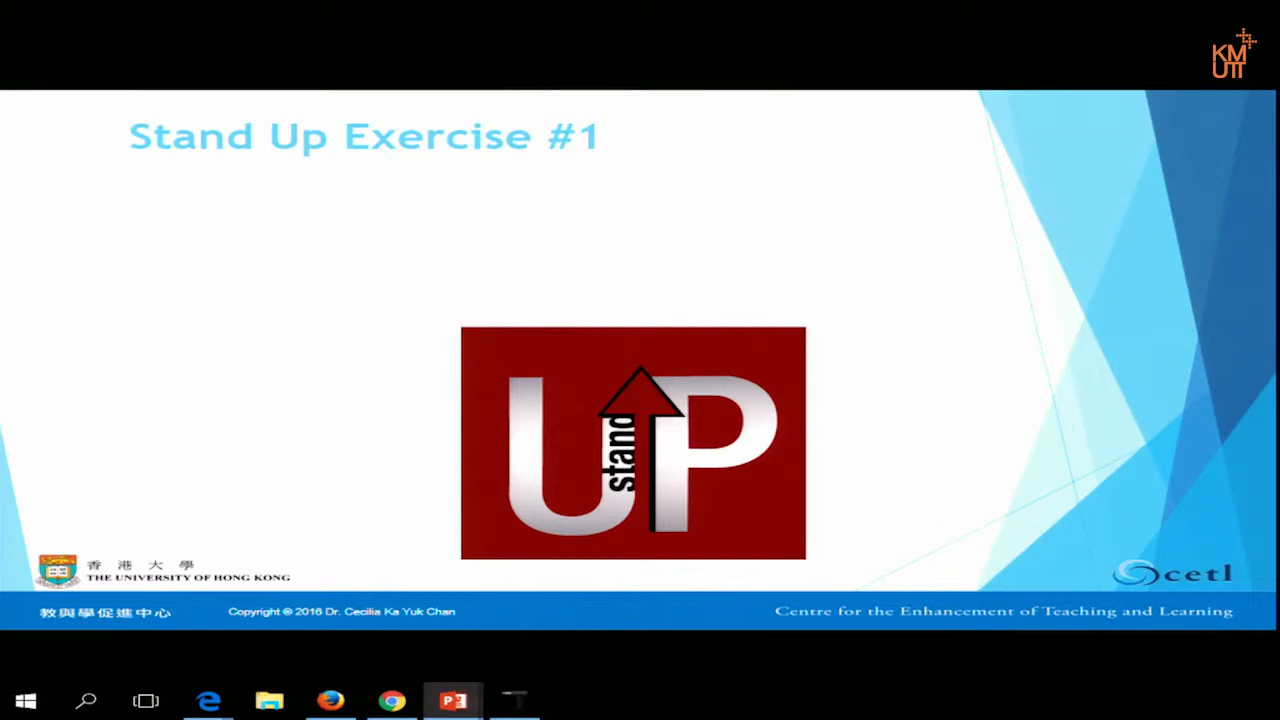 KM
UTT
Stand Up Exercise #1
UP
stand
香港大學
THE UNIVERSITY OF HONG KONG
cetl
教與學促進中心
Copyright © 2016 Dr. Cecilia Ka Yuk Chan
Centre for the Enhancement of Teaching and Learning